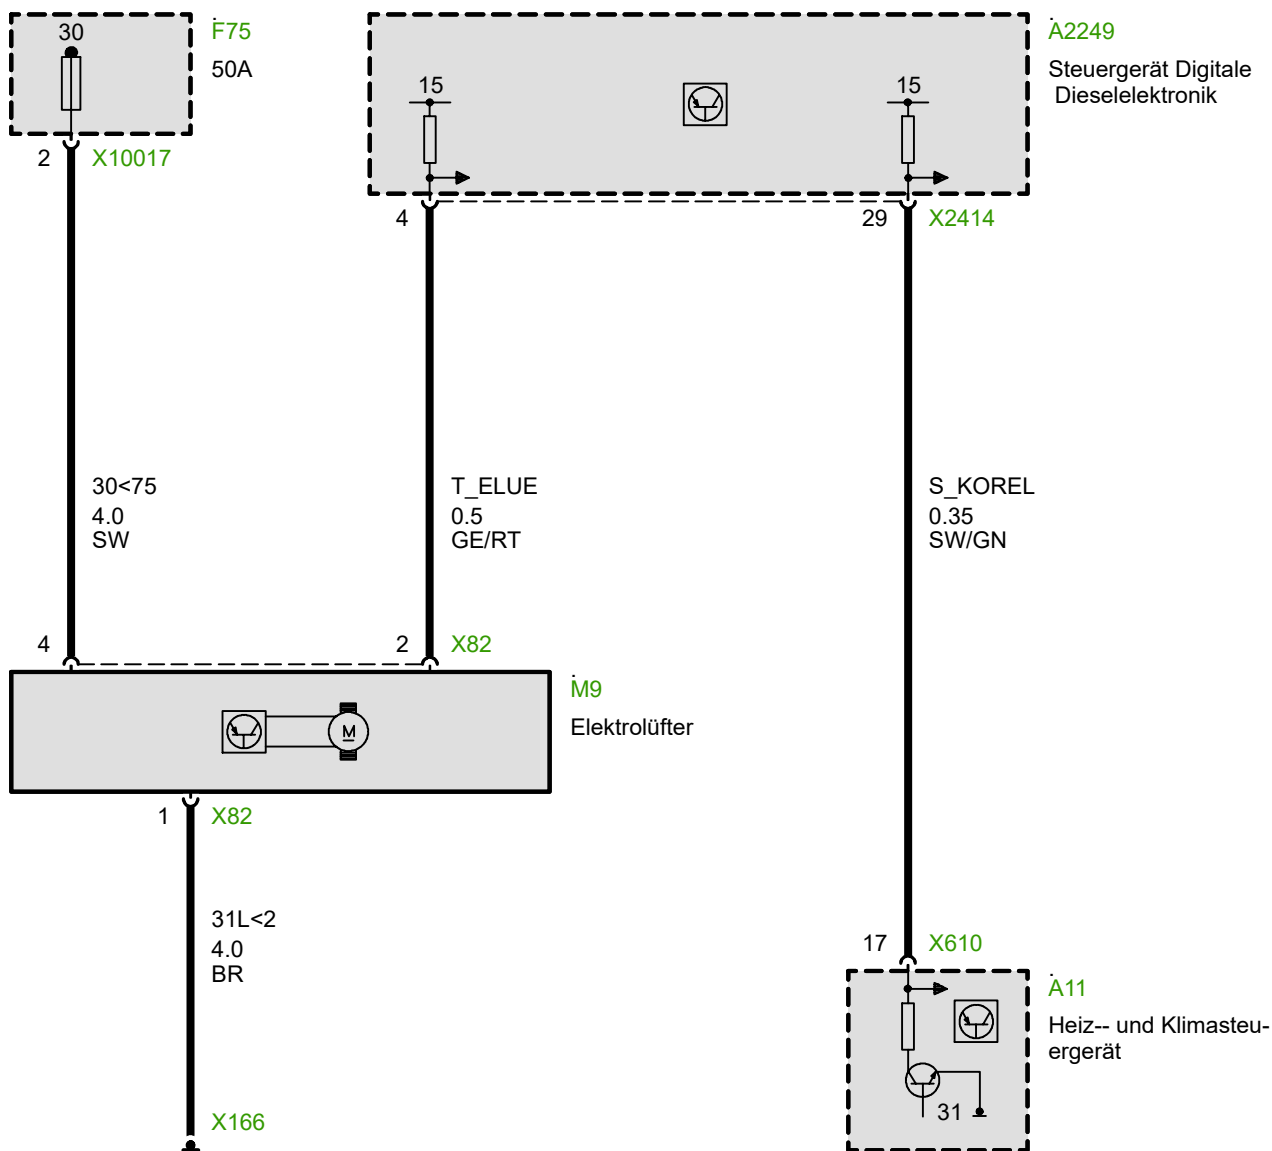 30
F75
50A
A2249
Steuergerät Digitale
Dieselelektronik
15
15
2
X10017
4
29
X2414
30<75
4.0
SW
T_ELUE
0.5
GE/RT
S_KOREL
0.35
SW/GN
4
2
X82
M9
Elektrolüfter
M
1
X82
31L<2
4.0
BR
17
X610
A11
Heiz-- und Klimasteu-
ergerät
31
X166